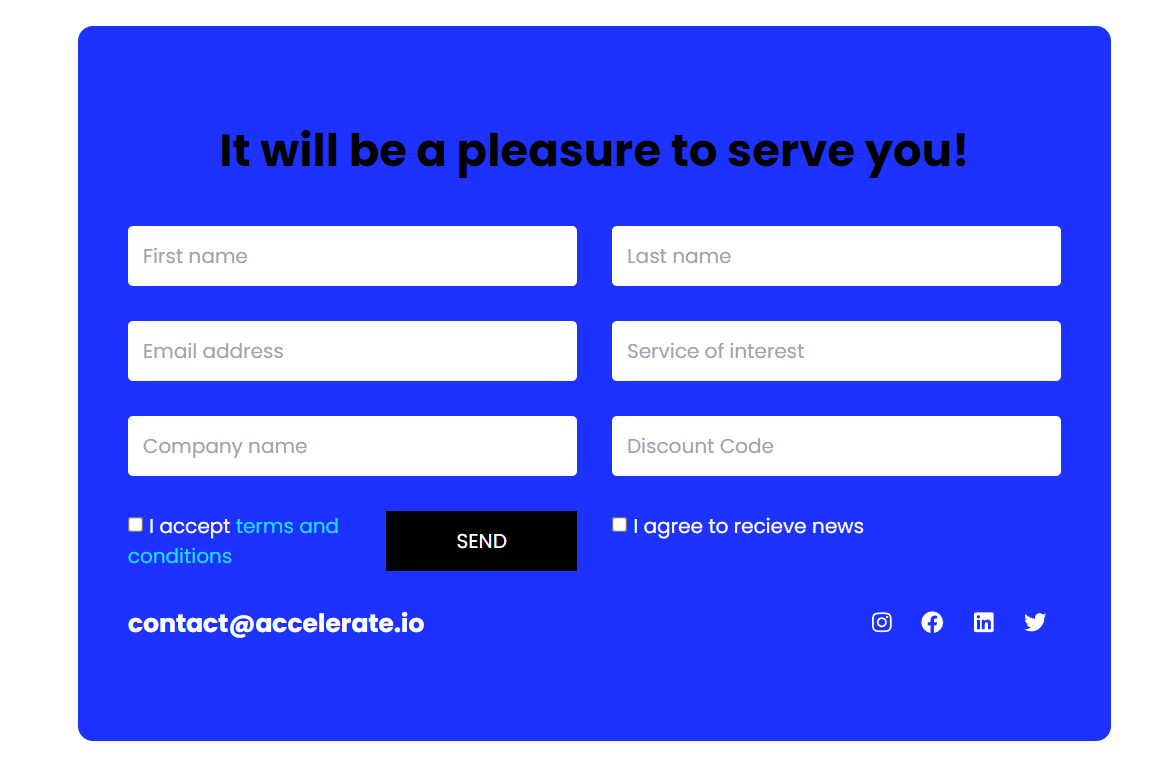 It will be a pleasure to serve you!
First name
Last name
Email address
Service of interest
Company name
Discount Code
I accept terms and
conditions
SEND
I agree to recieve news
contact@accelerate.io